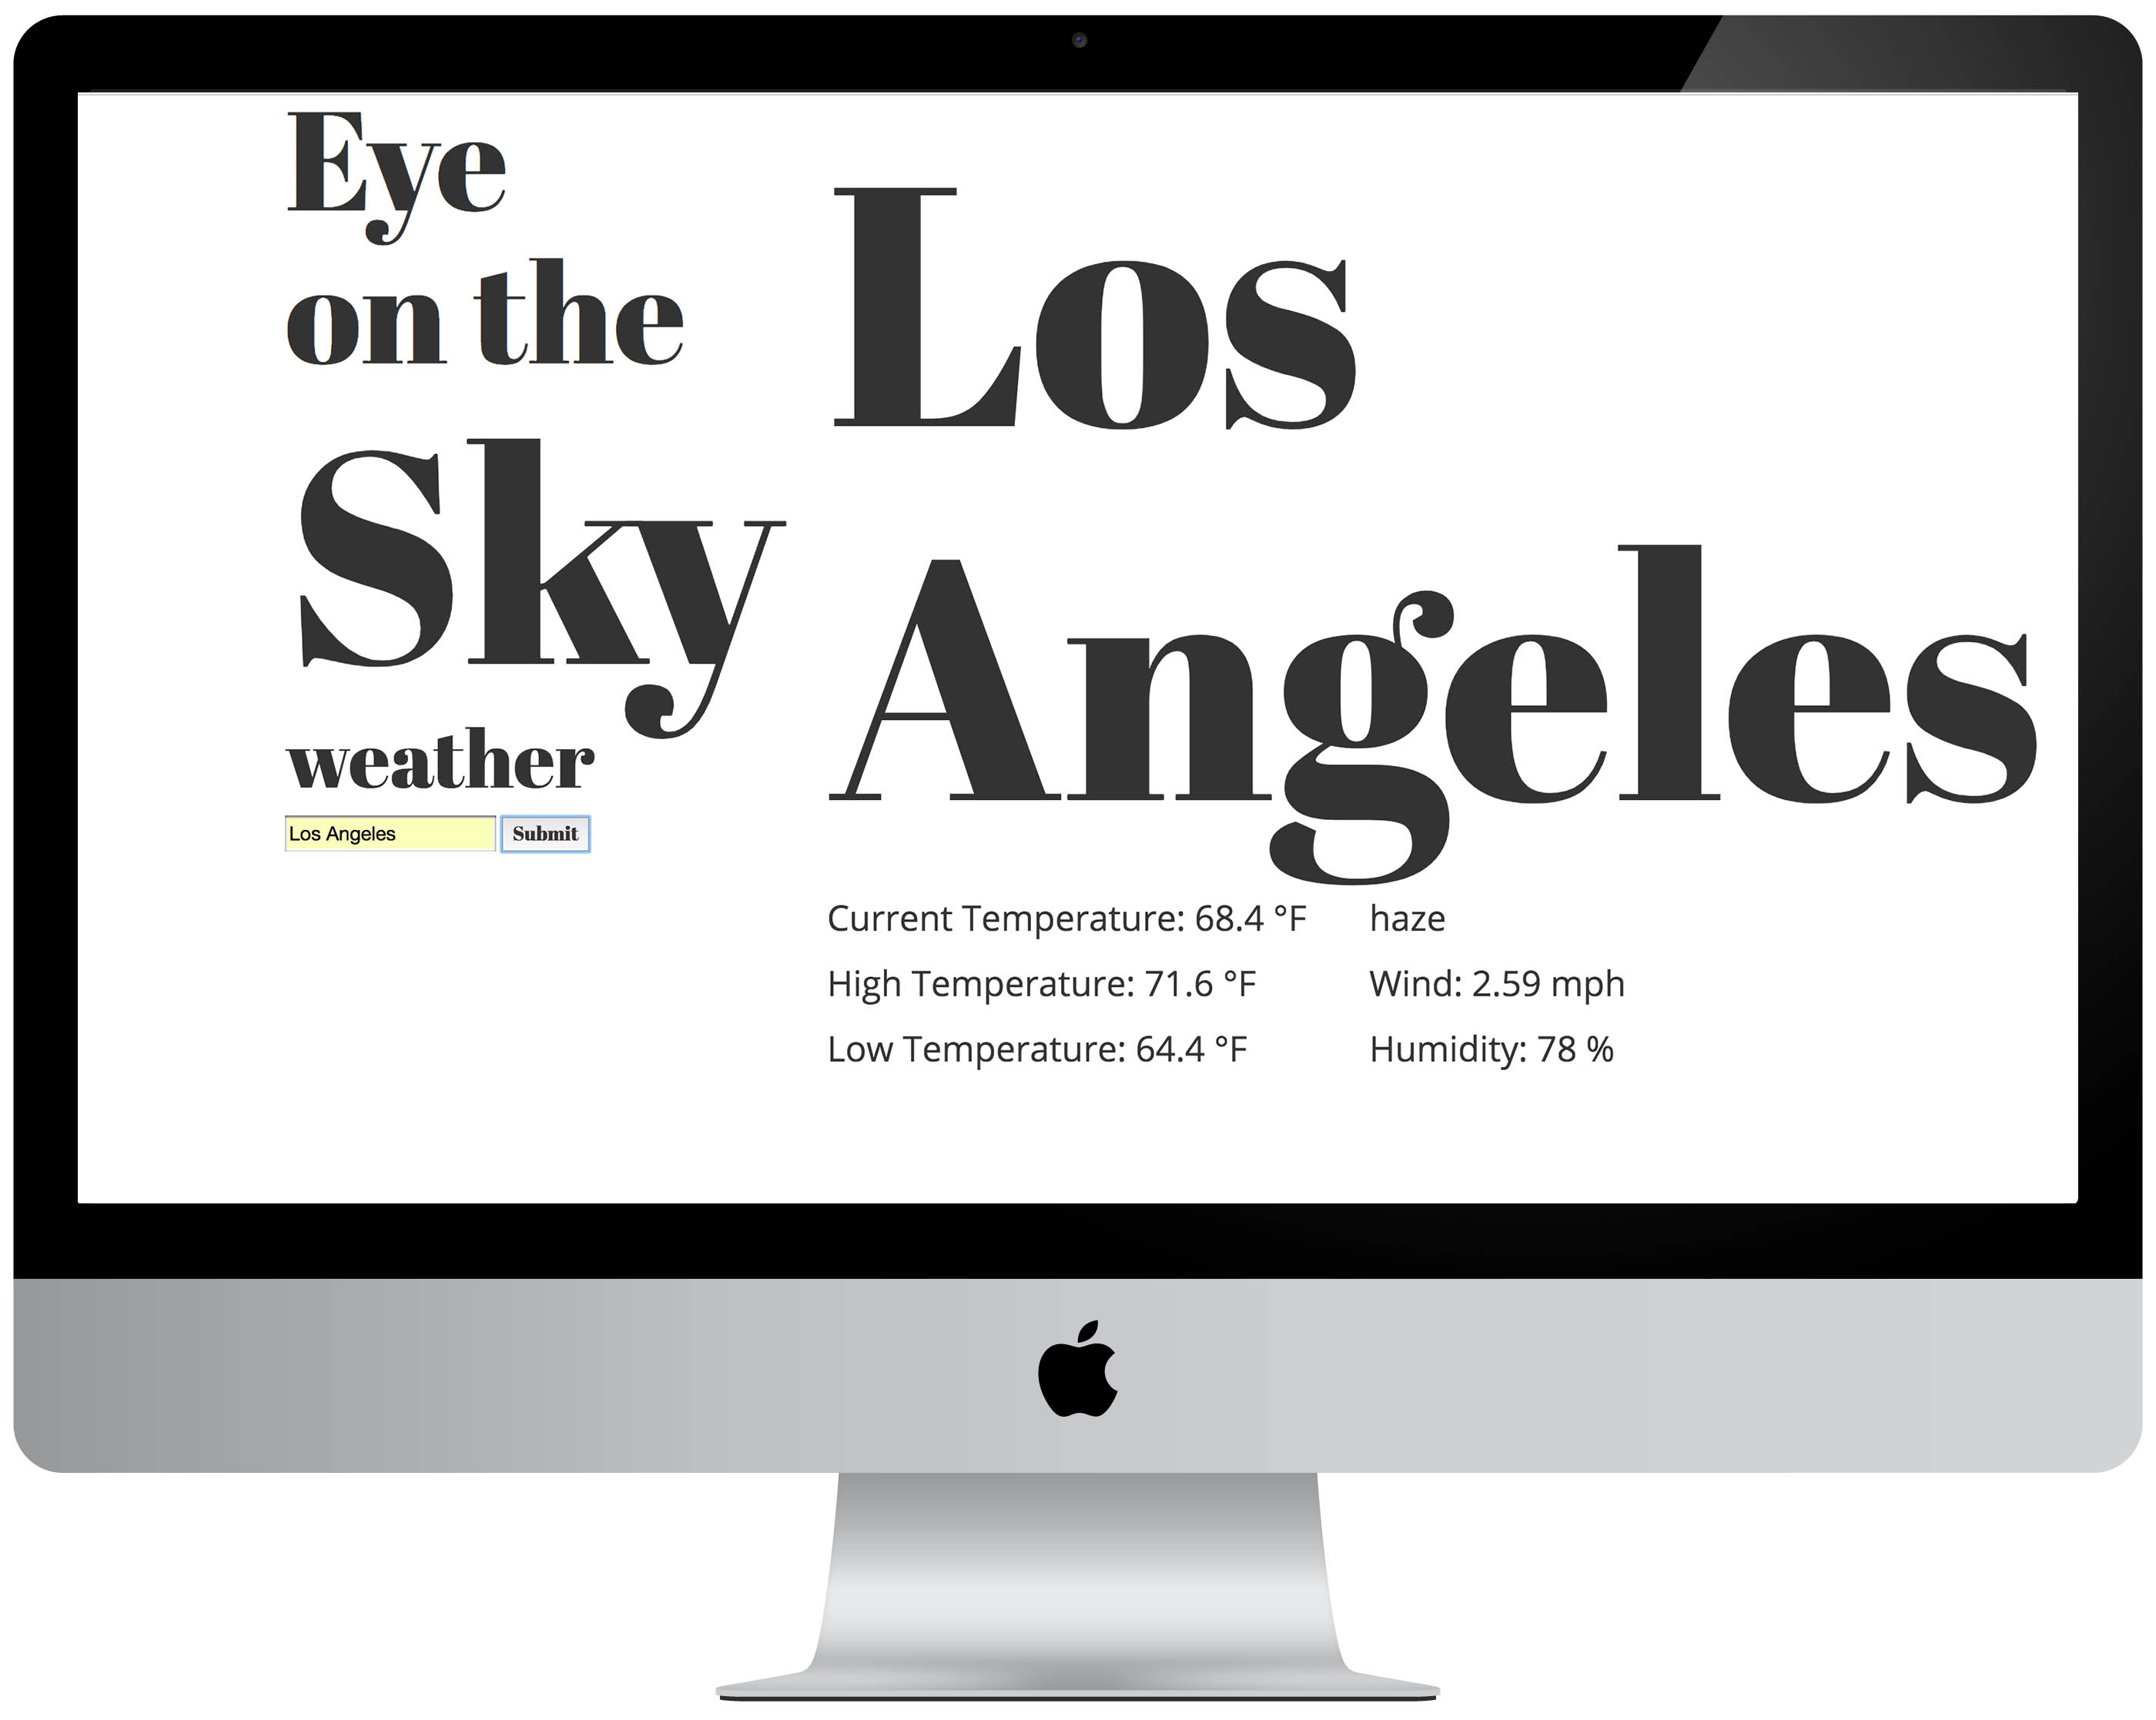 Eye
on the
Sky
weather
Los Angeles
Submit
Los
Angeles
Current Temperature: 68.4 °F
haze
High Temperature: 71.6 °F
Wind: 2.59 mph
Low Temperature: 64.4 °F
Humidity: 78 %